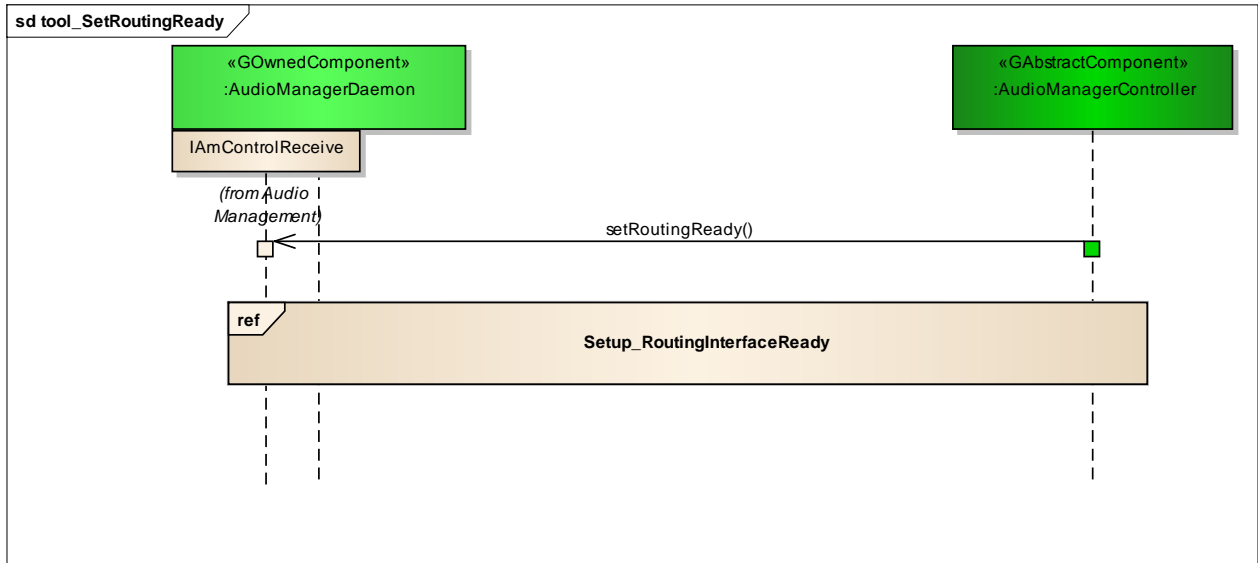 sd tool_SetRoutingReady
«GOwnedComponent»
:AudioManagerDaemon
«GAbstractComponent»
:AudioManagerController
IAmControlReceive
(from Audio
Management)
setRoutingReady()
ref
Setup_RoutingInterfaceReady